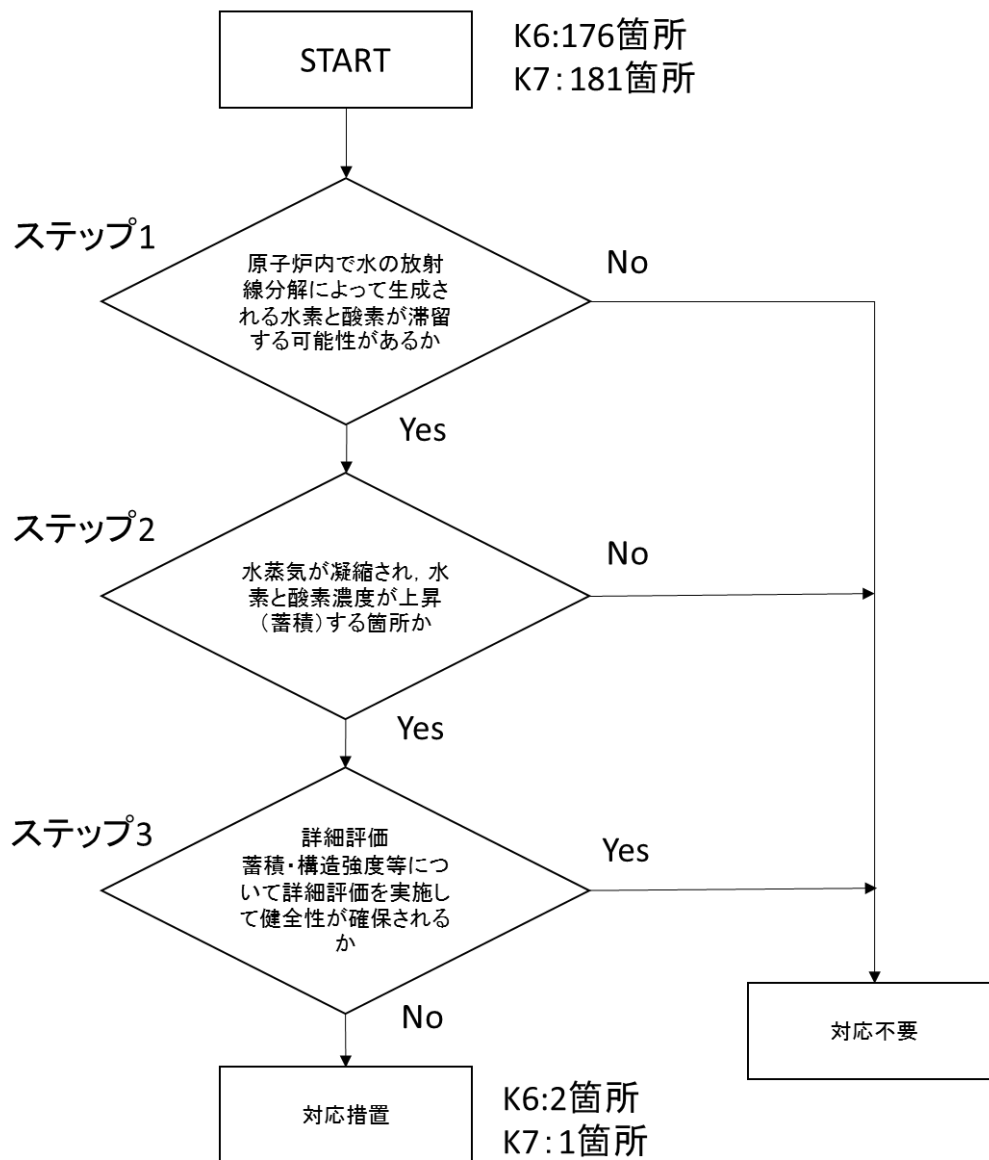 START
K6:176箇所
K7：181箇所
ステップ1
原子炉内で水の放射
線分解によって生成さ
れる水素と酸素が滞留
する可能性があるか
No
Yes
ステップ2
水蒸気が凝縮され，水
素と酸素濃度が上昇
（蓄積）する箇所か
No
Yes
ステップ3
詳細評価
蓄積・構造強度等につ
いて詳細評価を実施し
て健全性が確保される
か
Yes
No
対応不要
対応措置
K6:2箇所
K7：1箇所